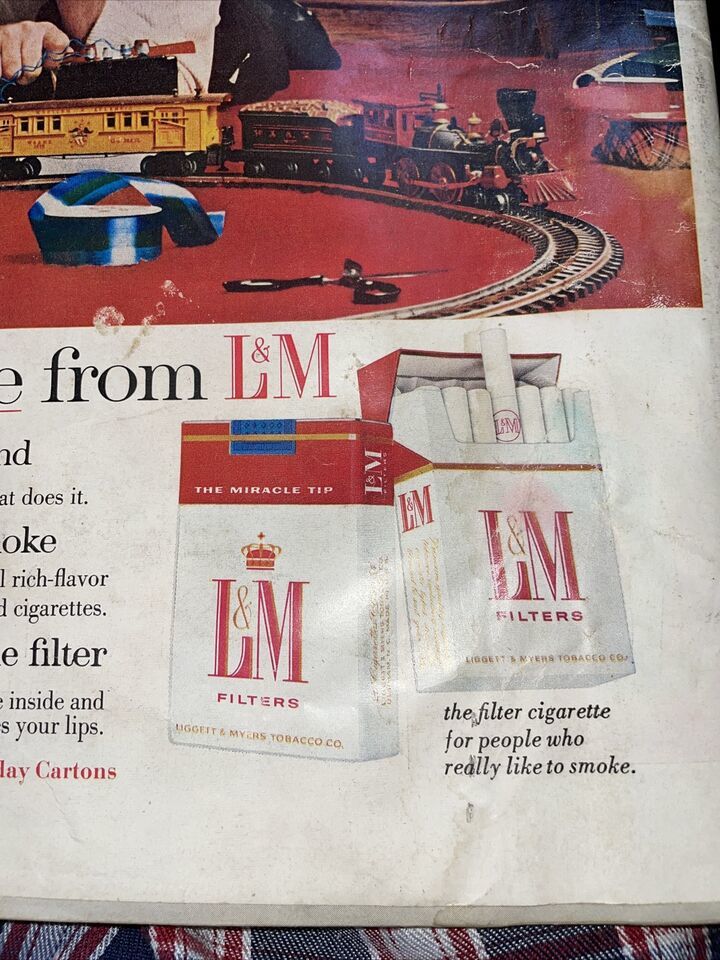 e from L&M
nd
at does it.
oke
l rich-flavor
d cigarettes.
e filter
e inside and
s your lips.
lay Cartons
THE MIRACLE TIP
L&M
FILTERS
L&M
FILTERS
LIGGETT & MYERS TOBACCO CO.
L&M
L&M
L&M
FILTERS
LIGGETT & MYERS TOBACCO CO.
the filter cigarette
for people who
really like to smoke.